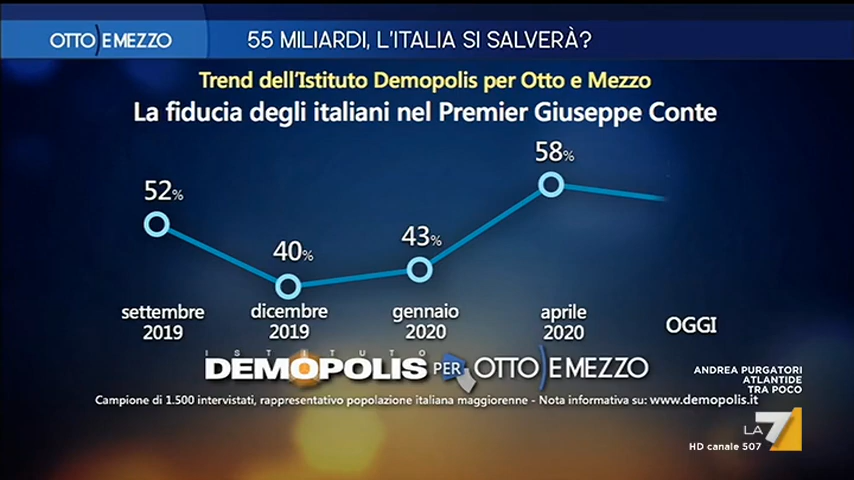 OTTO E MEZZO
55 MILIARDI, L'ITALIA SI SALVERÀ?
Trend dell'Istituto Demopolis per Otto e Mezzo
La fiducia degli italiani nel Premier Giuseppe Conte
52%
40%
43%
58%
settembre
2019
dicembre
2019
gennaio
2020
aprile
2020
OGGI
ISTITUTO
DEMOPOLIS PER OTTO E MEZZO
Campione di 1.500 intervistati, rappresentativo popolazione italiana maggiorenne - Nota informativa su: www.demopolis.it
ANDREA PURGATORI
ATLANTIDE
TRA POCO
LA7
HD canale 507